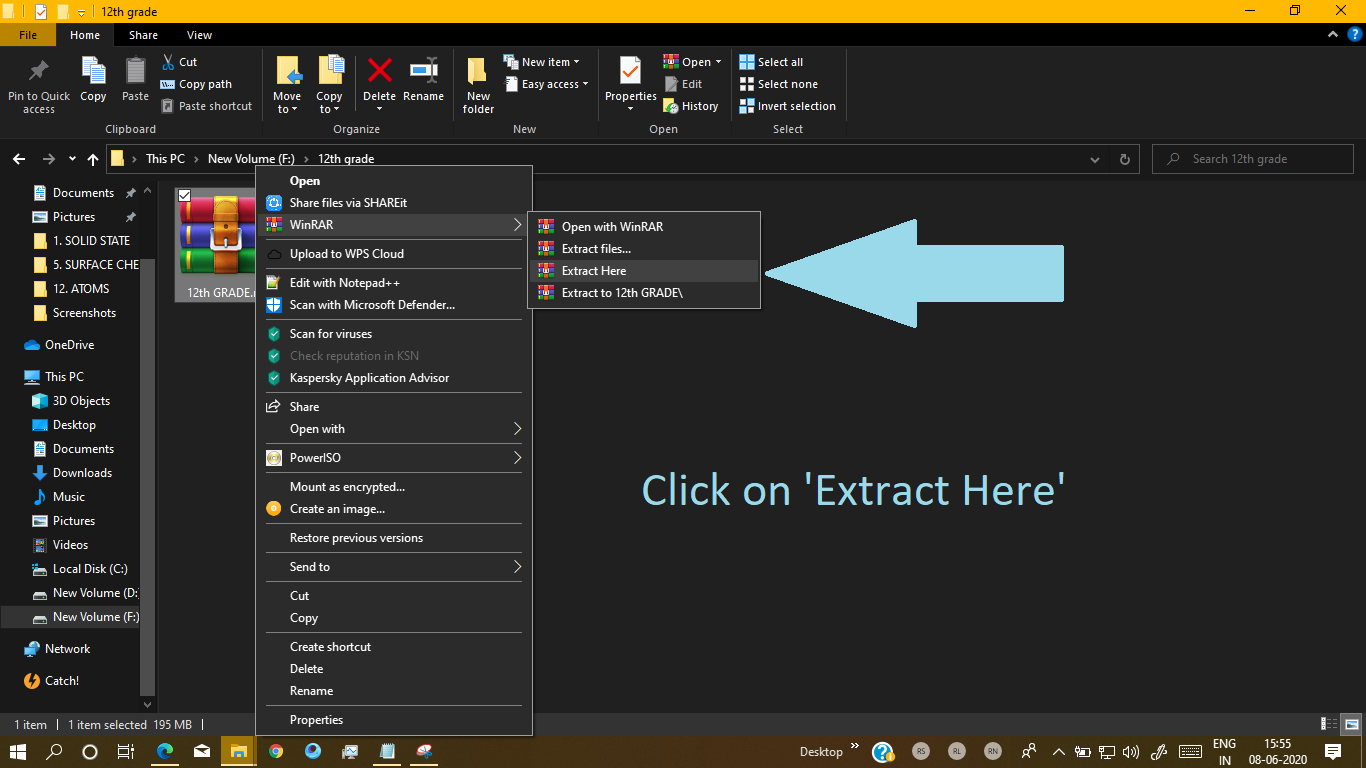 12th grade
File Home Share View
Pin to Quick access
Copy
Paste
Cut
Copy path
Paste shortcut
Clipboard
Move to
Copy to
Delete
Rename
Organize
New folder
New item
Easy access
New
Properties
Open
Edit
History
Open
Select all
Select none
Invert selection
Select
This PC New Volume (F:) 12th grade
Search 12th grade
Documents
Pictures
1. SOLID STATE
5. SURFACE CHE
12. ATOMS
Screenshots
OneDrive
This PC
3D Objects
Desktop
Documents
Downloads
Music
Pictures
Videos
Local Disk (C:)
New Volume (D:
New Volume (F:)
Network
Catch!
12th GRADE.r
Open
Share files via SHAREit
WinRAR
Upload to WPS Cloud
Edit with Notepad++
Scan with Microsoft Defender...
Scan for viruses
Check reputation in KSN
Kaspersky Application Advisor
Share
Open with
PowerISO
Mount as encrypted...
Create an image...
Restore previous versions
Send to
Cut
Copy
Create shortcut
Delete
Rename
Properties
Open with WinRAR
Extract files...
Extract Here
Extract to 12th GRADE\
Click on 'Extract Here'
1 item 1 item selected 195 MB
Desktop
RS RL RN
ENG
IN
15:55
08-06-2020